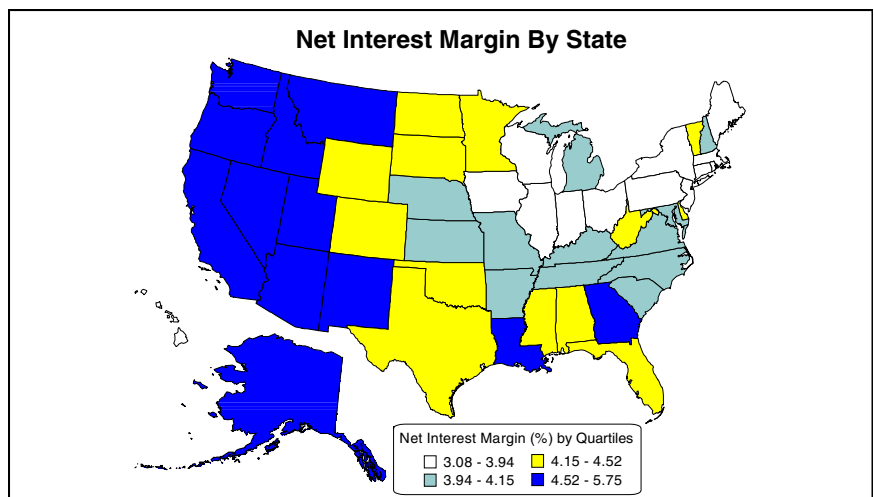 Net Interest Margin By State
Net Interest Margin (%) by Quartiles
3.08 - 3.94 4.15 - 4.52
3.94 - 4.15 4.52 - 5.75